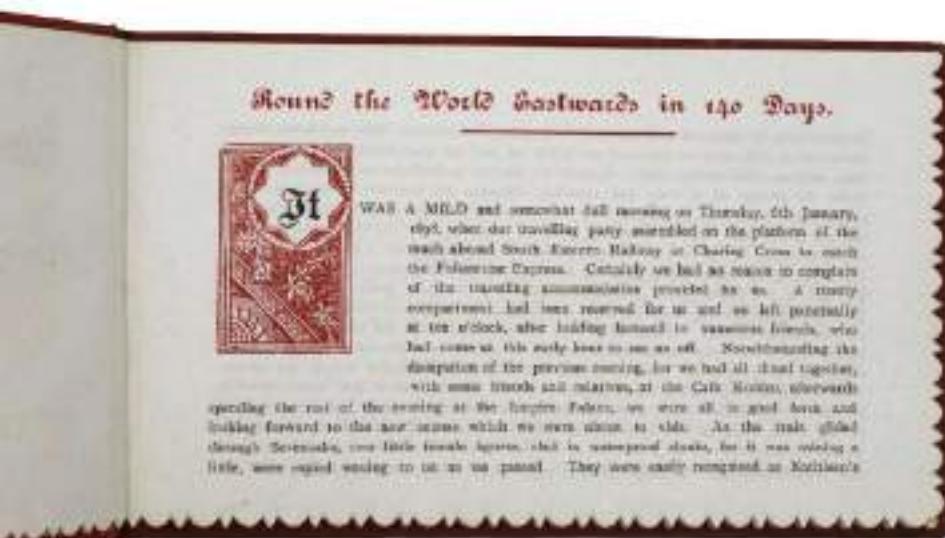 Round the World Eastwards in 140 Days.
It
WAS A MILD and somewhat dull morning on Thursday, 6th January,
1898, when our travelling party assembled on the platform of the
much abused South Eastern Railway at Charing Cross to catch
the Folkestone Express. Certainly we had no reason to complain
of the travelling accommodation provided for us. A roomy
compartment had been reserved for us and we left punctually
at ten o'clock, after bidding farewell to numerous friends, who
had come at this early hour to see us off. Notwithstanding the
dissipation of the previous evening, for we had all dined together,
with some friends and relatives, at the Café afterwards
spending the rest of the evening at the Empire Palace, we were all in good form and
looking forward to the new scenes which we were about to visit. As the train glided
through Sevenoaks, little female figures, clad in waterproof cloaks, for it was raining a
little, were waving to us as we passed. They were easily recognised as Kathleen's